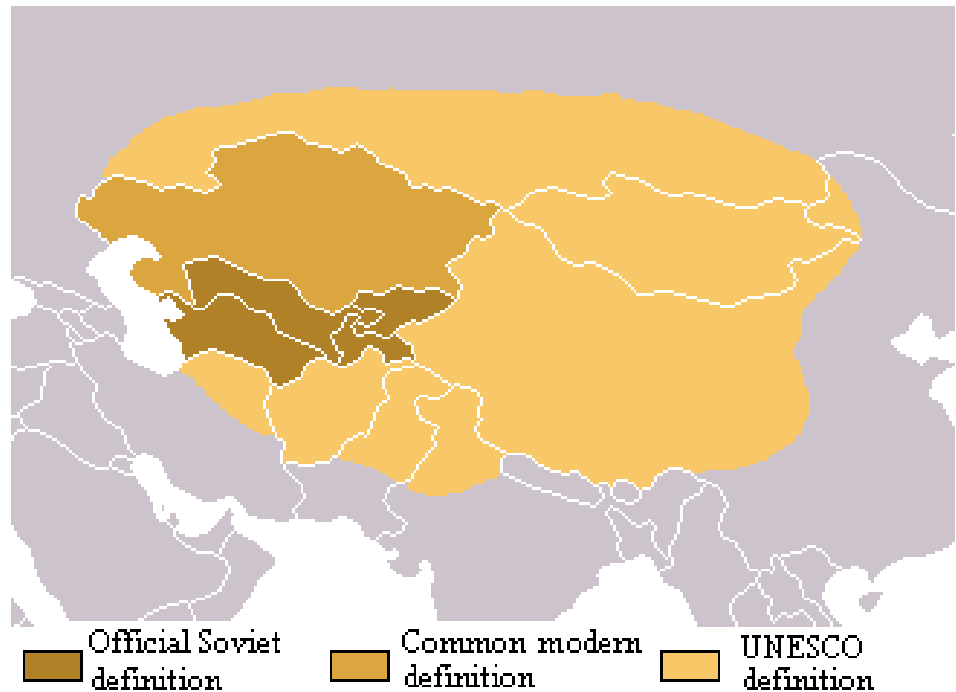 Official Soviet
definition
Common modern
definition
UNESCO
definition